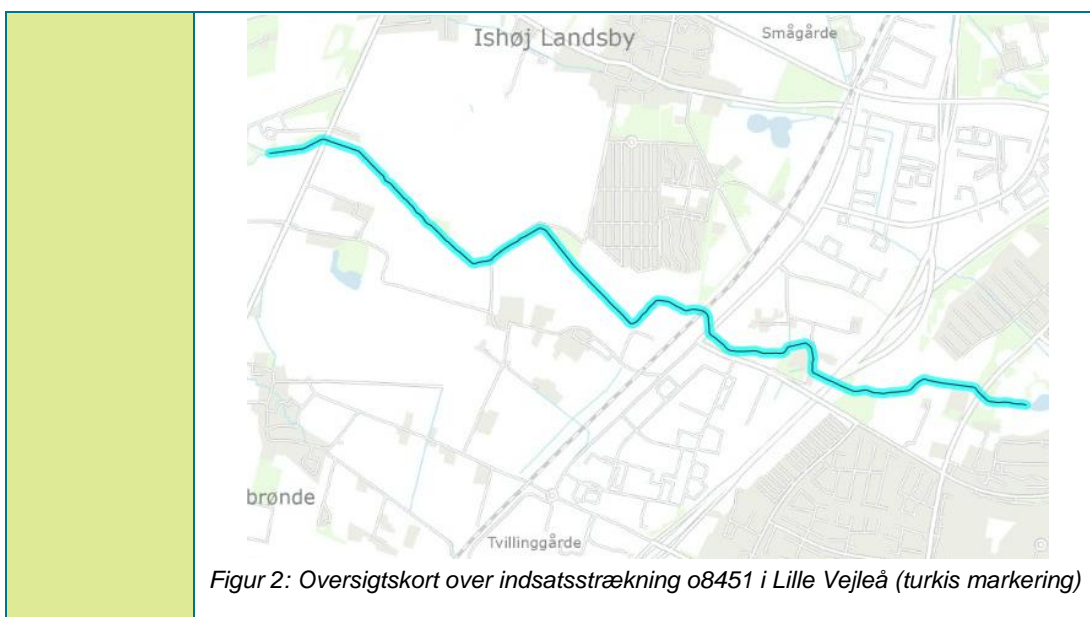 Ishøj Landsby
Smågårde
brønde
Tvillinggårde
Figur 2: Oversigtskort over indsatsstrækning o8451 i Lille Vejleå (turkis markering)